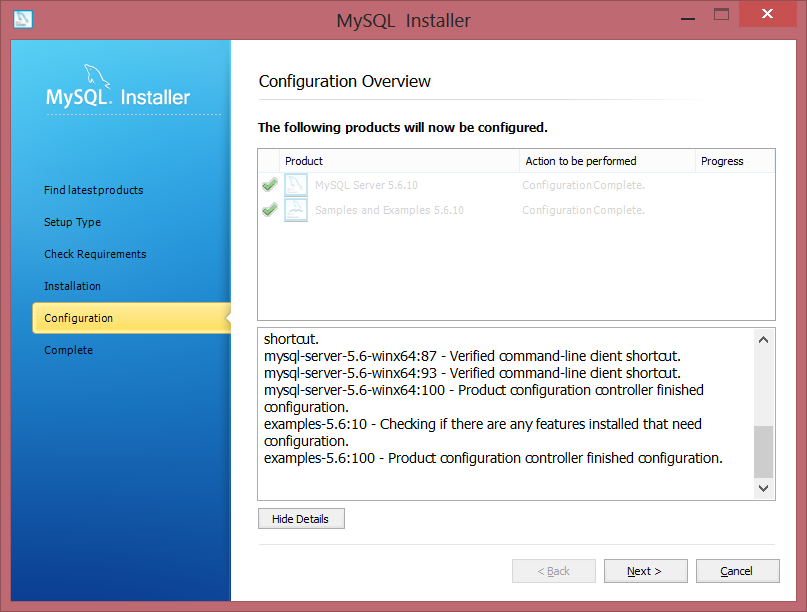 MySQL Installer
MySQL. Installer
Find latest products
Setup Type
Check Requirements
Installation
Configuration
Complete
Configuration Overview
The following products will now be configured.
Product Action to be performed Progress
MySQL Server 5.6.10 Configuration Complete.
Samples and Examples 5.6.10 Configuration Complete.
shortcut.
mysql-server-5.6-winx64:87 - Verified command-line client shortcut.
mysql-server-5.6-winx64:93 - Verified command-line client shortcut.
mysql-server-5.6-winx64:100 - Product configuration controller finished
configuration.
examples-5.6:10 - Checking if there are any features installed that need
configuration.
examples-5.6:100 - Product configuration controller finished configuration.
Hide Details
< Back Next > Cancel